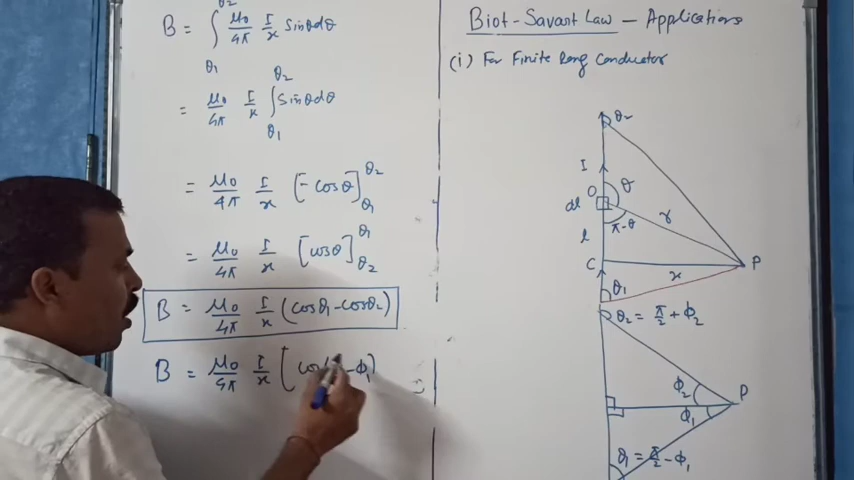 B = ∫ μ₀/4π I/x sinθdθ
θ₁
θ₂
= μ₀/4π I/x ∫ sinθdθ
θ₁
= μ₀/4π I/x [-cosθ]
θ₂
θ₁
= μ₀/4π I/x [cosθ]
θ₁
θ₂
B = μ₀/4π I/x (cosθ₁-cosθ₂)
B = μ₀/4π I/x [cos - φ₁)
Biot-Savart Law - Applications
(i) For Finite long Conductor
θ₂
I
O
θ
dl
r
π-θ
l
C
x
P
θ₁
θ₂ = π/2 + φ₂
φ₂
P
φ₁
θ₁ = π/2 - φ₁